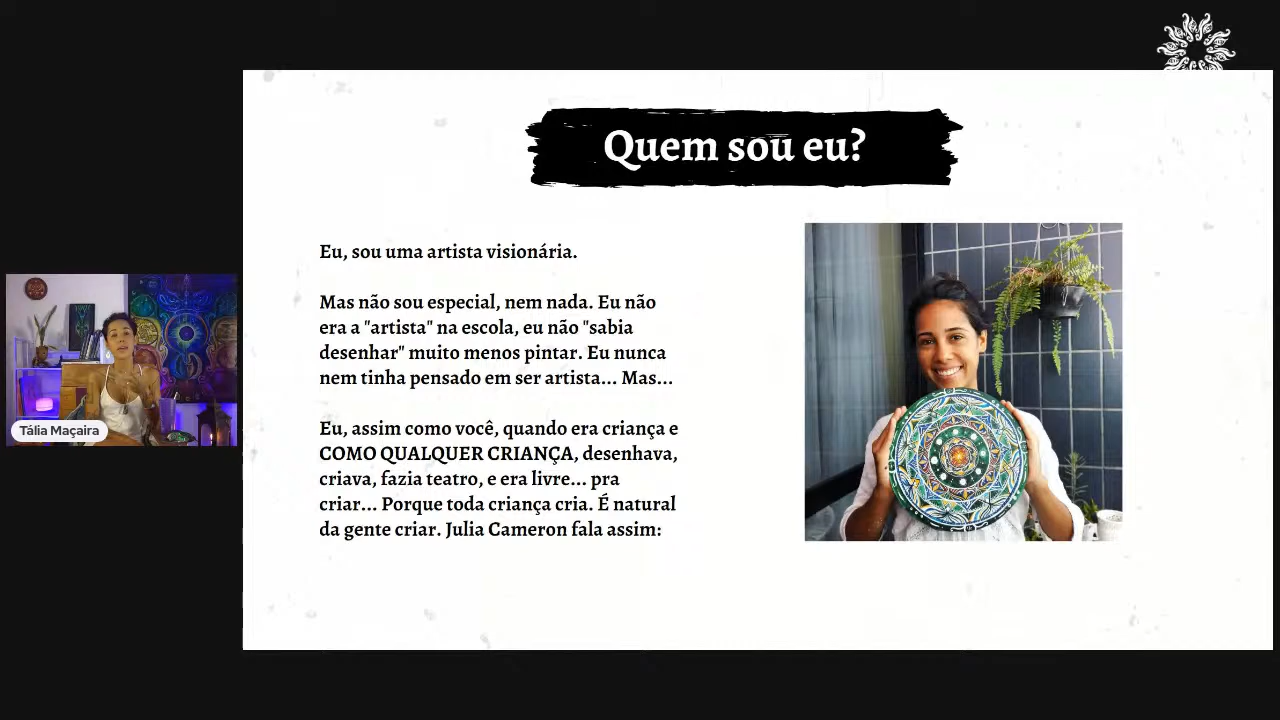 Quem sou eu?
Eu, sou uma artista visionária.
Mas não sou especial, nem nada. Eu não
era a "artista" na escola, eu não "sabia
desenhar" muito menos pintar. Eu nunca
nem tinha pensado em ser artista... Mas...
Eu, assim como você, quando era criança e
COMO QUALQUER CRIANÇA, desenhava,
criava, fazia teatro, e era livre... pra
criar... Porque toda criança cria. É natural
da gente criar. Julia Cameron fala assim:
Tália Maçaira